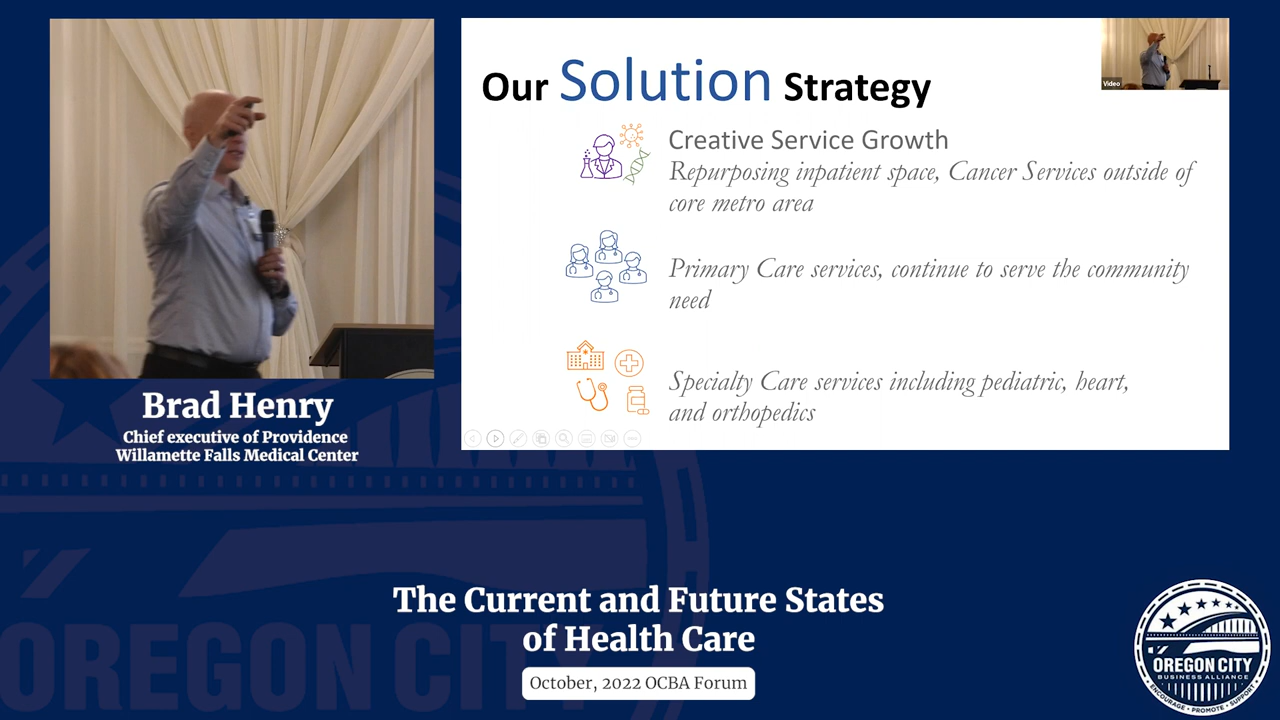 Our Solution Strategy
Video
Creative Service Growth
Repurposing inpatient space, Cancer Services outside of
core metro area
Primary Care services, continue to serve the community
need
Specialty Care services including pediatric, heart,
and orthopedics
Brad Henry
Chief executive of Providence
Willamette Falls Medical Center
The Current and Future States
of Health Care
October, 2022 OCBA Forum
OREGON CITY
OREGON CITY
BUSINESS ALLIANCE
ENCOURAGE • PROMOTE • SUPPORT